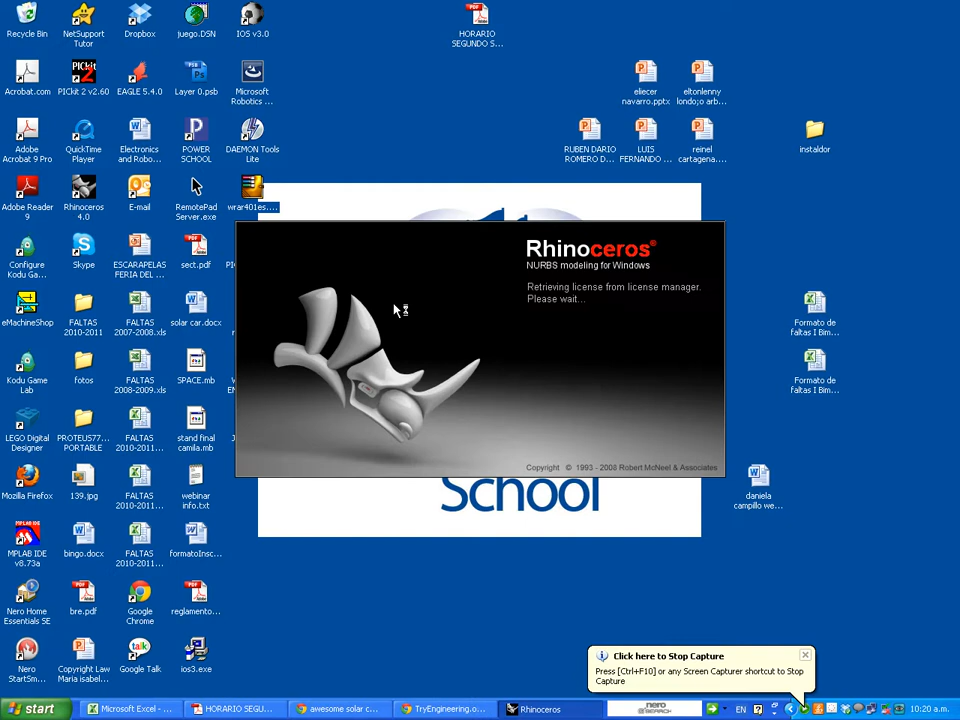 Recycle Bin
NetSupport
Tutor
Dropbox
juego.DSN
IOS v3.0
HORARIO
SEGUNDO S...
Acrobat.com
PICkit 2 v2.60
EAGLE 5.4.0
Layer 0.psb
Microsoft
Robotics ...
eliecer
navarro.pptx
eltonlenny
londo;o arb...
Adobe
Acrobat 9 Pro
QuickTime
Player
Electronics
and Robo...
POWER
SCHOOL
DAEMON Tools
Lite
RUBEN DARIO
ROMERO D...
LUIS
FERNANDO ...
reinel
cartagena....
instaldor
Adobe Reader
9
Rhinoceros
4.0
E-mail
RemotePad
Server.exe
wrar401es....
Configure
Kodu Ga...
Skype
ESCARAPELAS
FERIA DEL ...
sect.pdf
Rhinoceros®
NURBS modeling for Windows
Retrieving license from license manager.
Please wait...
eMachineShop
FALTAS
2010-2011
FALTAS
2007-2008.xls
solar car.docx
Formato de
faltas I Bim...
Kodu Game
Lab
fotos
FALTAS
2008-2009.xls
SPACE.mb
Formato de
faltas I Bim...
LEGO Digital
Designer
PROTEUS77...
PORTABLE
FALTAS
2010-2011...
stand final
camila.mb
Copyright © 1993 - 2008 Robert McNeel & Associates
School
Mozilla Firefox
139.jpg
FALTAS
2010-2011...
webinar
info.txt
daniela
campillo we...
MPLAB IDE
v8.73a
bingo.docx
FALTAS
2010-2011...
formatoInsc...
Nero Home
Essentials SE
bre.pdf
Google
Chrome
reglamento...
Nero
StartSm...
Copyright Law
Maria isabel...
Google Talk
ios3.exe
Click here to Stop Capture
Press [Ctrl+F10] or any Screen Capturer shortcut to Stop
Capture
start
Microsoft Excel - ...
HORARIO SEGU...
awesome solar c...
TryEngineering.o...
Rhinoceros
nero
SEARCH
EN
10:20 a.m.